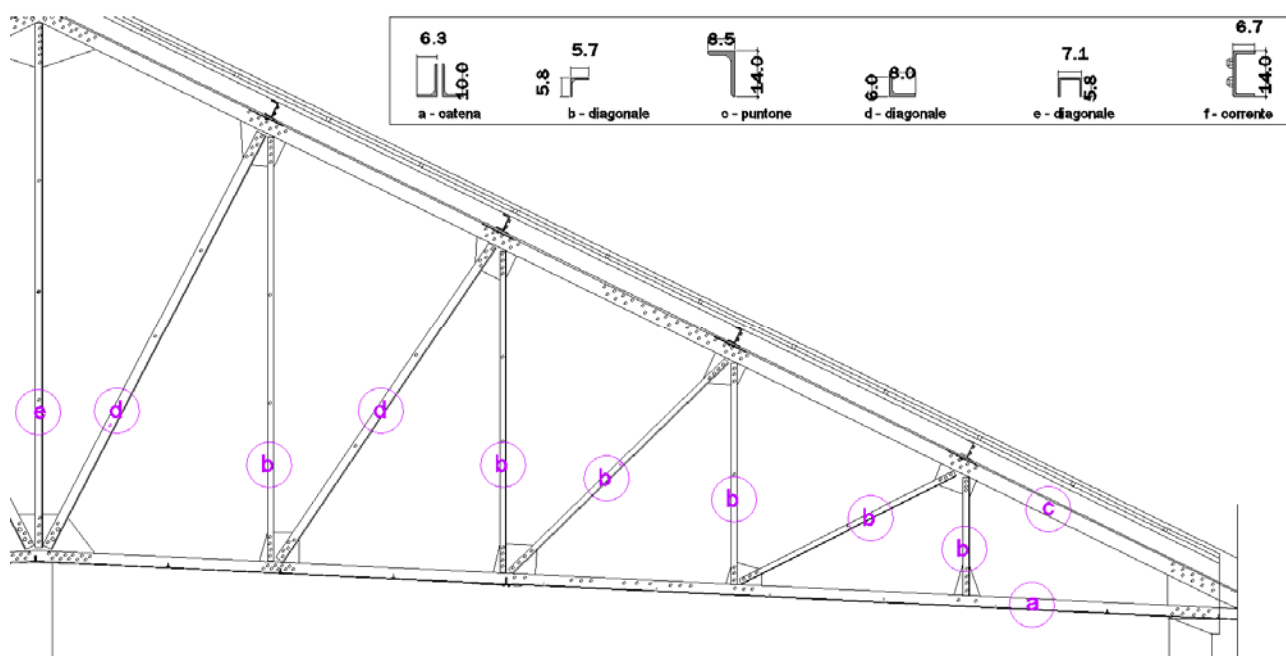 6.3
10.0
a - catena
5.7
5.8
b - diagonale
8.5
14.0
c - puntone
8.0
6.0
d - diagonale
7.1
5.8
e - diagonale
6.7
14.0
f - corrente
e
d
b
d
b
b
b
b
b
c
a